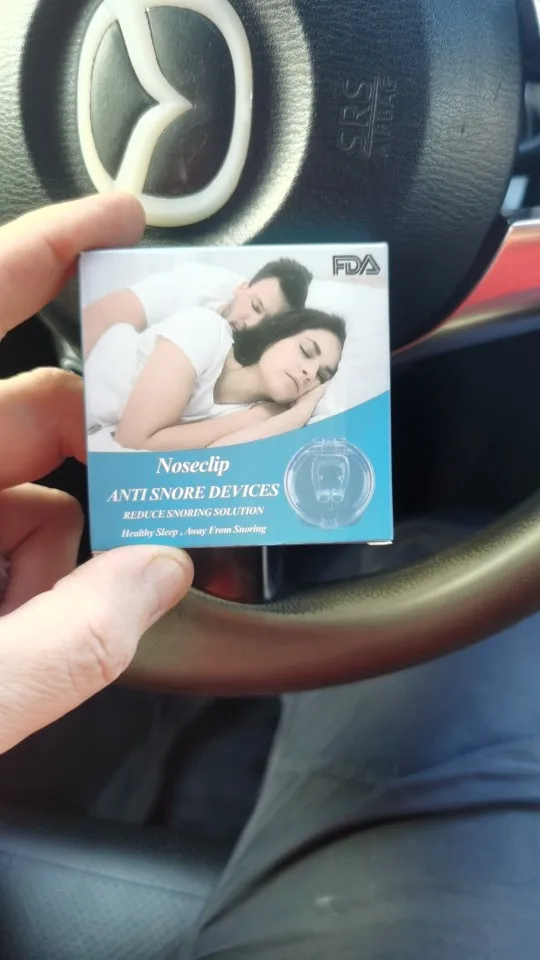 SRS
AIRBAG
FDA
Noseclip
ANTI SNORE DEVICES
REDUCE SNORING SOLUTION
Healthy Sleep , Away From Snoring